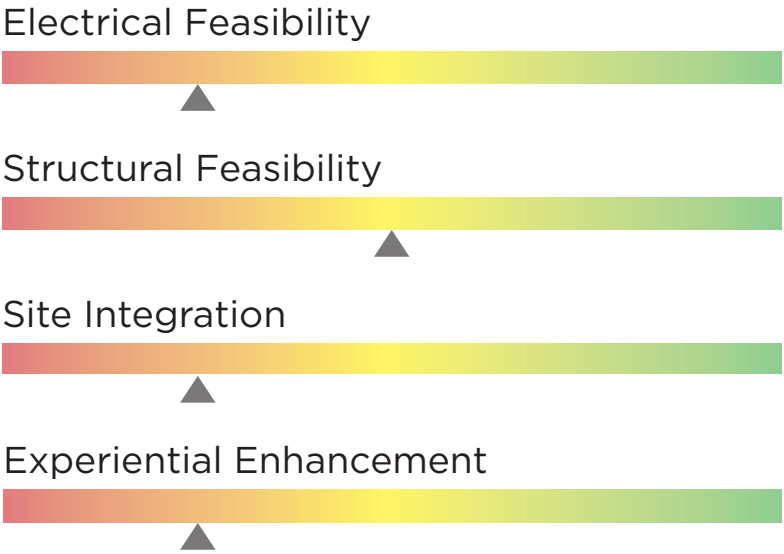 Electrical Feasibility
Structural Feasibility
Site Integration
Experiential Enhancement